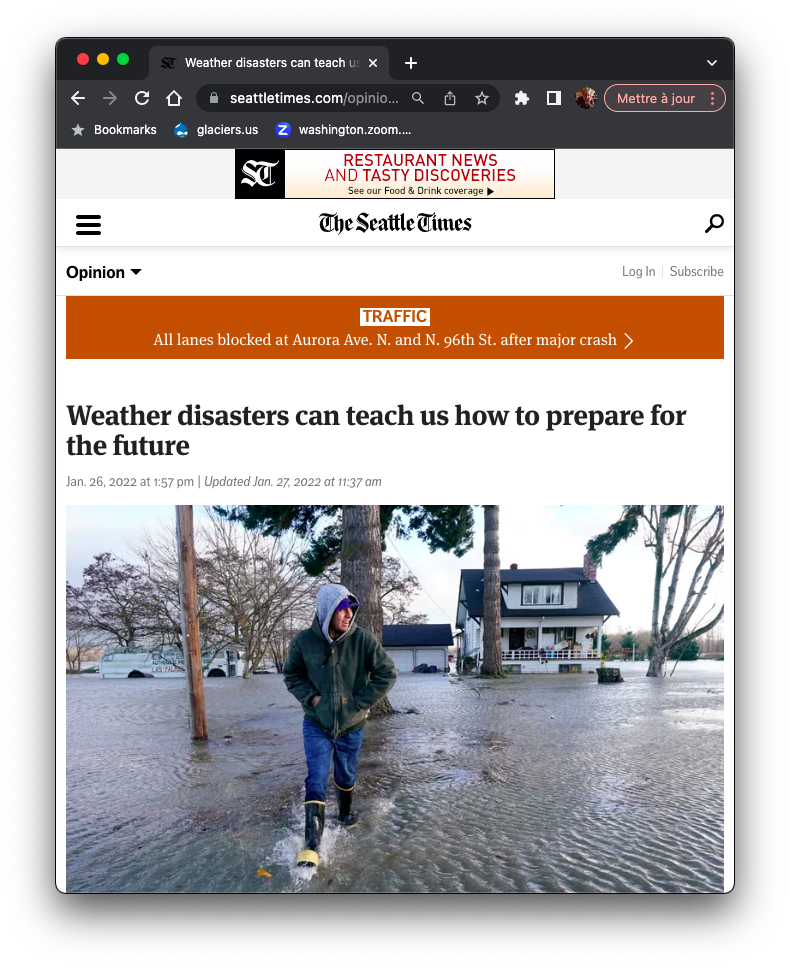 Weather disasters can teach us
seattletimes.com/opinio...
Mettre à jour
Bookmarks
glaciers.us
Z
washington.zoom....
ST
RESTAURANT NEWS
AND TASTY DISCOVERIES
See our Food & Drink coverage ▶
The Seattle Times
Opinion
Log In | Subscribe
TRAFFIC
All lanes blocked at Aurora Ave. N. and N. 96th St. after major crash
Weather disasters can teach us how to prepare for
the future
Jan. 26, 2022 at 1:57 pm | Updated Jan. 27, 2022 at 11:37 am